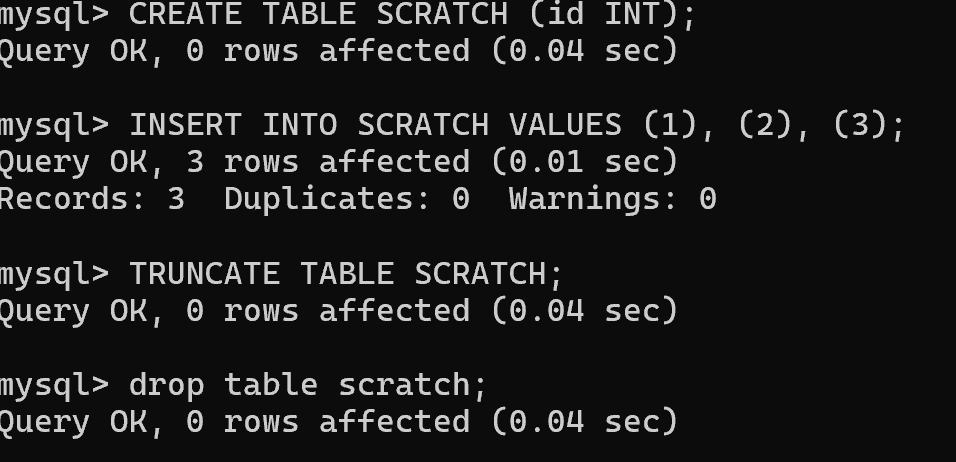 mysql> CREATE TABLE SCRATCH (id INT);
Query OK, 0 rows affected (0.04 sec)
mysql> INSERT INTO SCRATCH VALUES (1), (2), (3);
Query OK, 3 rows affected (0.01 sec)
Records: 3  Duplicates: 0  Warnings: 0
mysql> TRUNCATE TABLE SCRATCH;
Query OK, 0 rows affected (0.04 sec)
mysql> drop table scratch;
Query OK, 0 rows affected (0.04 sec)